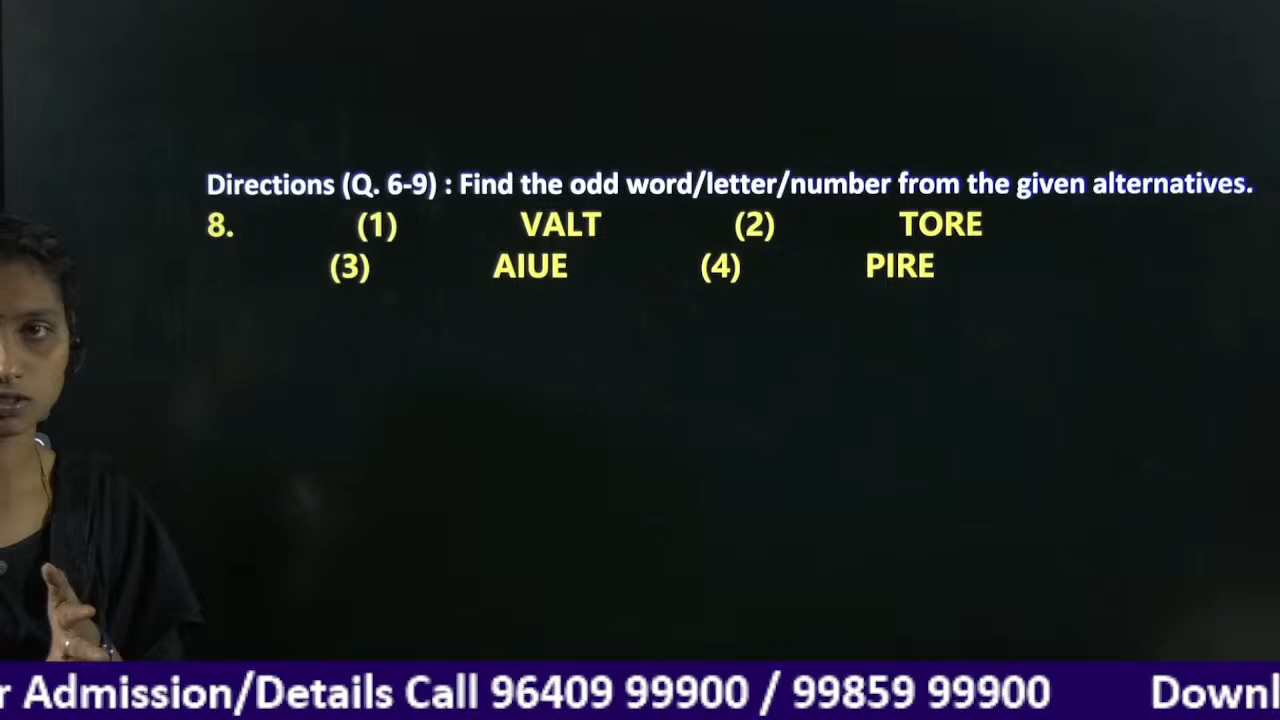 Directions (Q. 6-9) : Find the odd word/letter/number from the given alternatives.
8. (1) VALT (2) TORE
(3) AIUE (4) PIRE
r Admission/Details Call 96409 99900 / 99859 99900 Downl